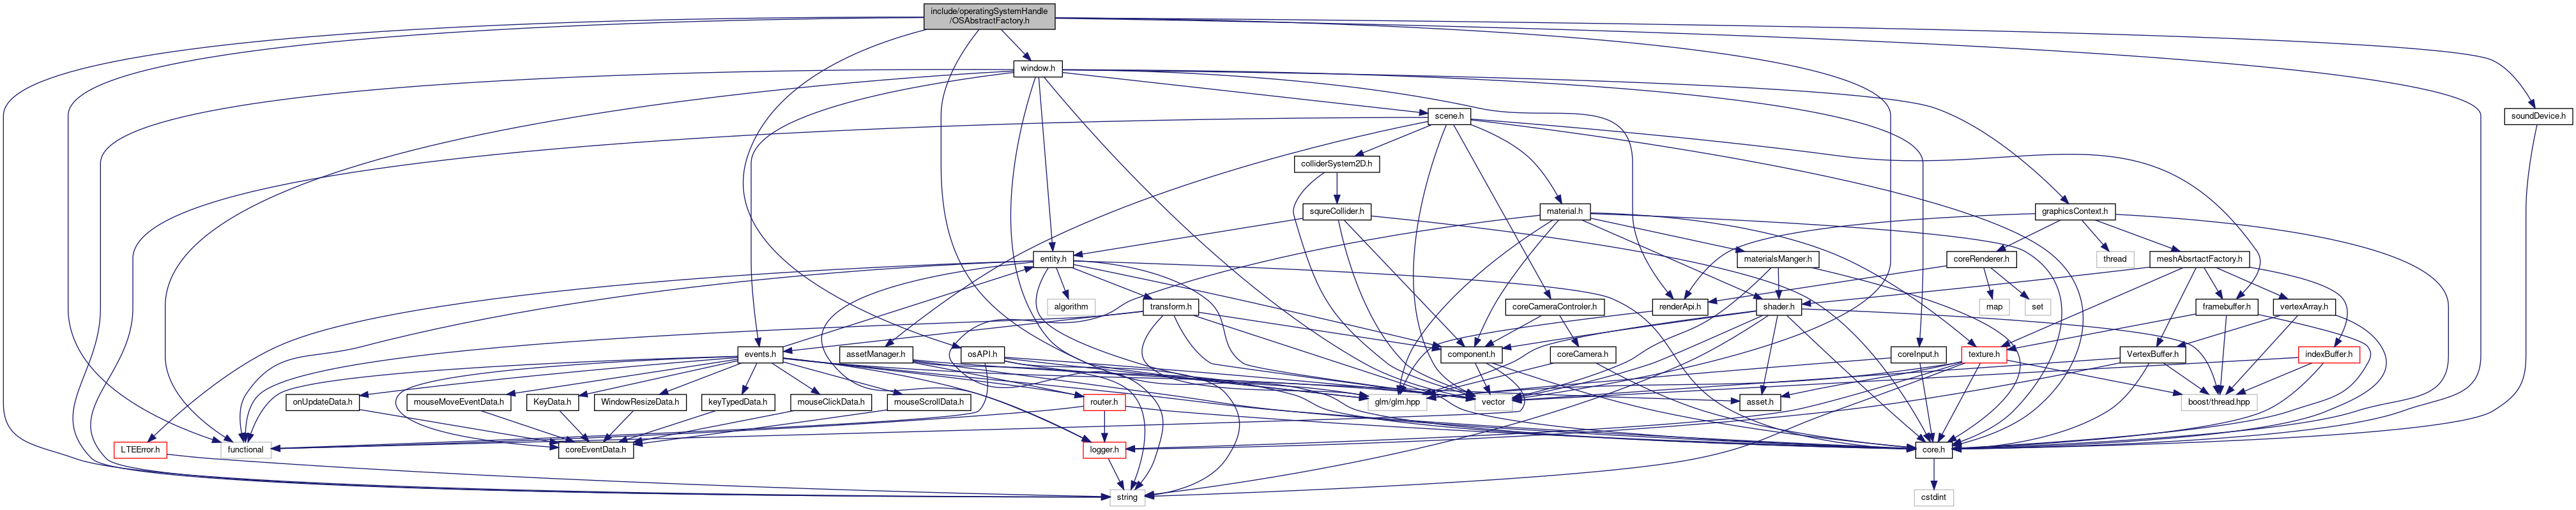 include/operatingSystemHandle
/OSAbstractFactory.h
window.h
scene.h
soundDevice.h
colliderSystem2D.h
squreCollider.h
material.h
graphicsContext.h
entity.h
materialsManger.h
coreRenderer.h
thread
meshAbsrtactFactory.h
algorithm
transform.h
coreCameraControler.h
renderApi.h
shader.h
map
set
framebuffer.h
vertexArray.h
events.h
assetManager.h
osAPI.h
component.h
coreCamera.h
coreInput.h
texture.h
VertexBuffer.h
indexBuffer.h
onUpdateData.h
mouseMoveEventData.h
KeyData.h
WindowResizeData.h
keyTypedData.h
mouseClickData.h
mouseScrollData.h
router.h
glm/glm.hpp
vector
asset.h
boost/thread.hpp
LTEError.h
functional
coreEventData.h
logger.h
core.h
string
cstdint